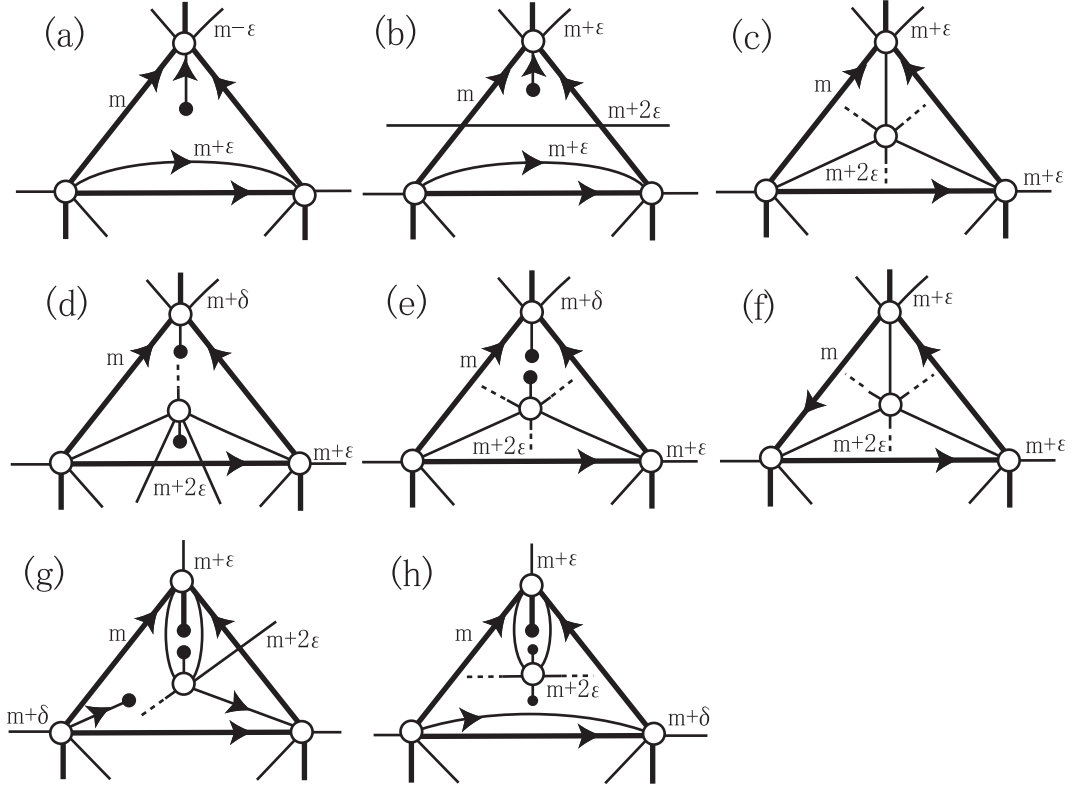 (a) m−ε (b) m+ε (c) m+ε
m m m
m+2ε
m+ε m+ε
m+2ε m+ε
(d) m+δ (e) m+δ (f) m+ε
m m m
m+ε m+2ε m+ε m+2ε m+ε
m+2ε
(g) m+ε (h) m+ε
m m+2ε m
m+2ε
m+δ m+δ